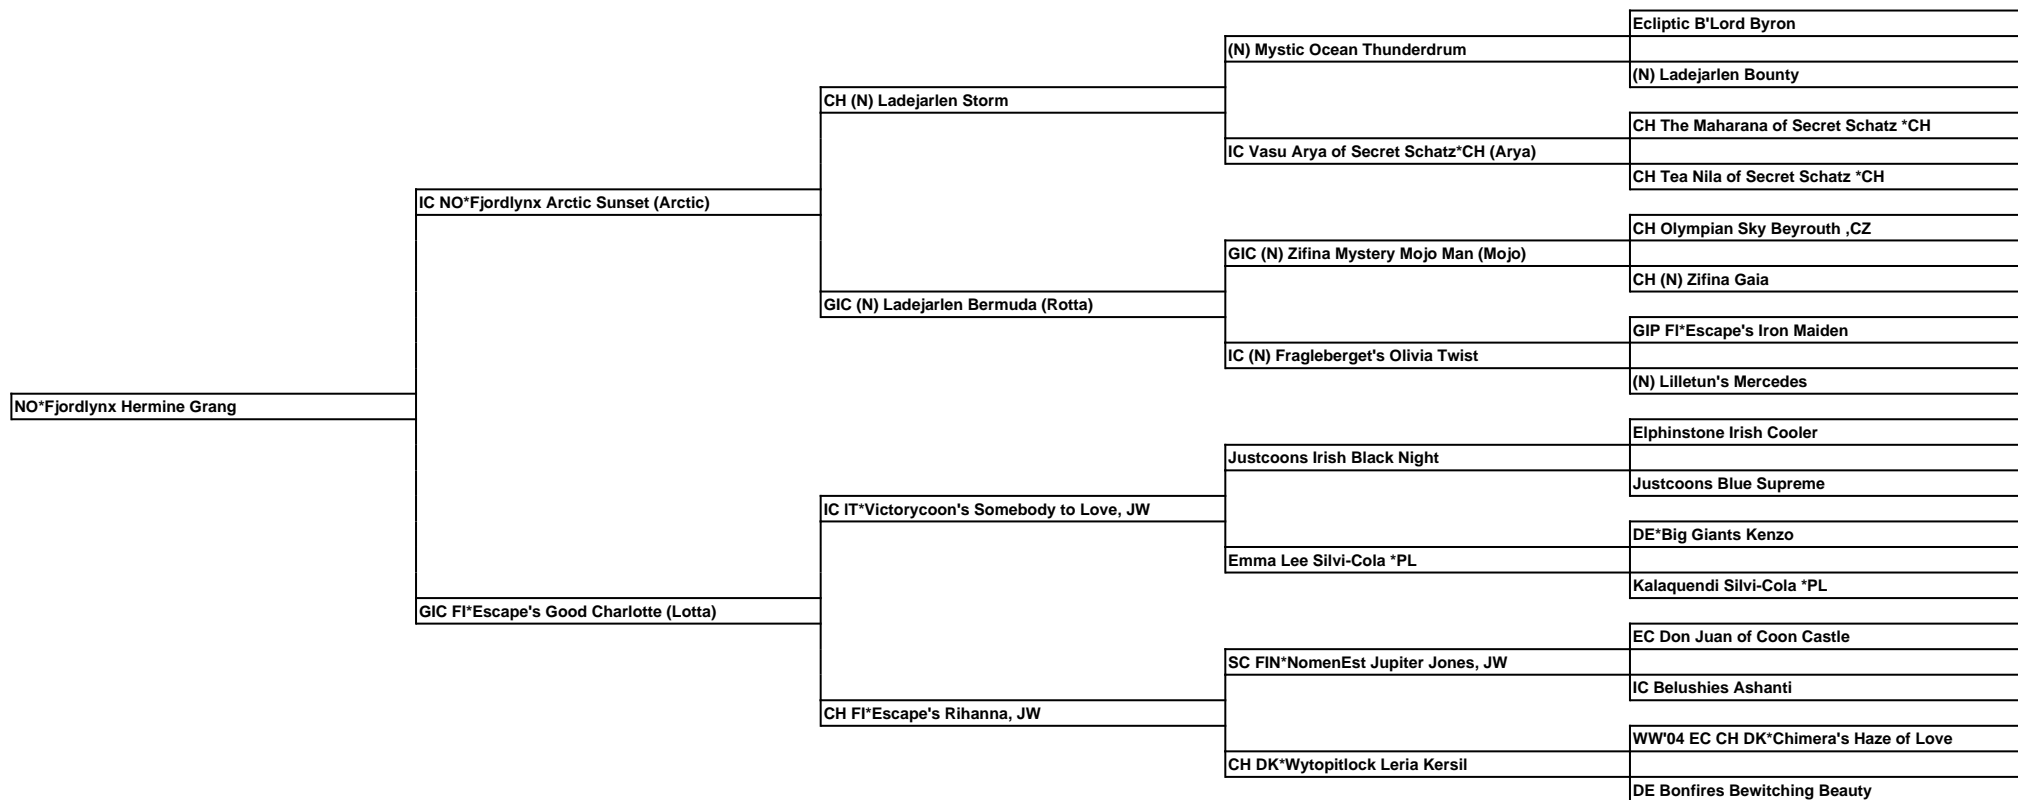 Ecliptic B'Lord Byron
(N) Mystic Ocean Thunderdrum
(N) Ladejarlen Bounty
CH (N) Ladejarlen Storm
CH The Maharana of Secret Schatz *CH
IC Vasu Arya of Secret Schatz*CH (Arya)
CH Tea Nila of Secret Schatz *CH
IC NO*Fjordlynx Arctic Sunset (Arctic)
CH Olympian Sky Beyrouth ,CZ
GIC (N) Zifina Mystery Mojo Man (Mojo)
CH (N) Zifina Gaia
GIC (N) Ladejarlen Bermuda (Rotta)
GIP FI*Escape's Iron Maiden
IC (N) Fragleberget's Olivia Twist
(N) Lilletun's Mercedes
NO*Fjordlynx Hermine Grang
Elphinstone Irish Cooler
Justcoons Irish Black Night
Justcoons Blue Supreme
IC IT*Victorycoon's Somebody to Love, JW
DE*Big Giants Kenzo
Emma Lee Silvi-Cola *PL
Kalaquendi Silvi-Cola *PL
GIC FI*Escape's Good Charlotte (Lotta)
EC Don Juan of Coon Castle
SC FIN*NomenEst Jupiter Jones, JW
IC Belushies Ashanti
CH FI*Escape's Rihanna, JW
WW'04 EC CH DK*Chimera's Haze of Love
CH DK*Wytopitlock Leria Kersil
DE Bonfires Bewitching Beauty